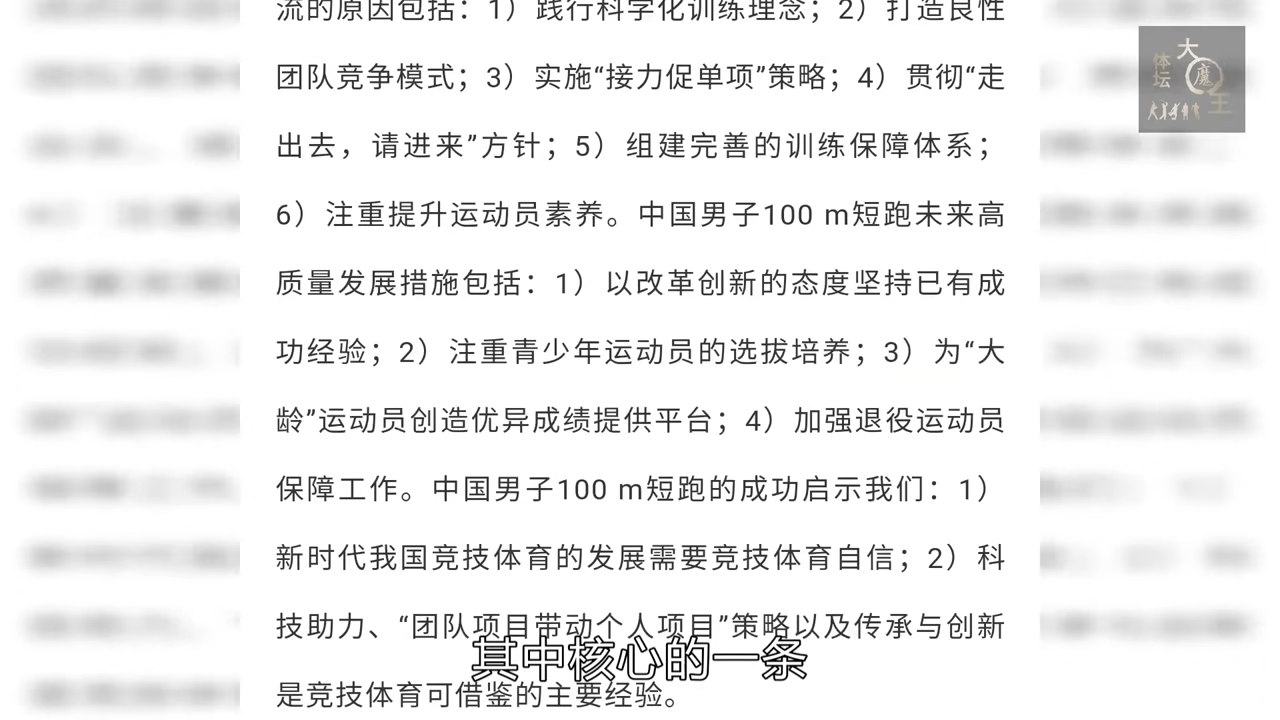 流的原因包括：1）践行科学化训练理念；2）打造良性
团队竞争模式；3）实施“接力促单项”策略；4）贯彻“走
出去，请进来”方针；5）组建完善的训练保障体系；
6）注重提升运动员素养。中国男子100 m短跑未来高
质量发展措施包括：1）以改革创新的态度坚持已有成
功经验；2）注重青少年运动员的选拔培养；3）为“大
龄”运动员创造优异成绩提供平台；4）加强退役运动员
保障工作。中国男子100 m短跑的成功启示我们：1）
新时代我国竞技体育的发展需要竞技体育自信；2）科
技助力、“团队项目带动个人项目”策略以及传承与创新
是竞技体育可借鉴的主要经验。
其中核心的一条
体坛
大魔王